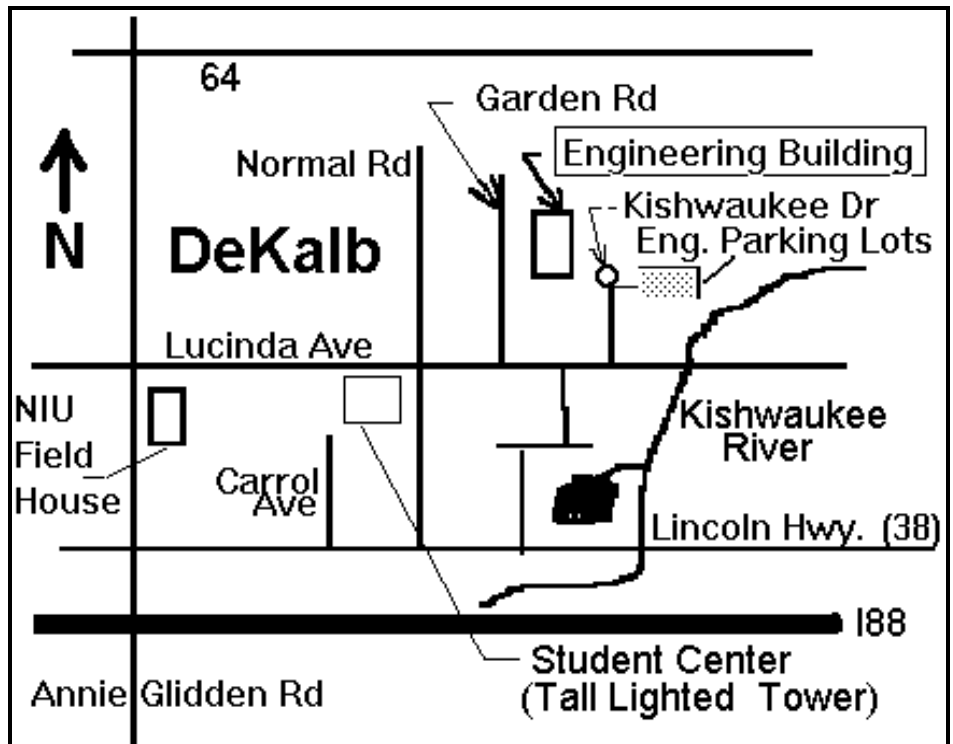 64
Garden Rd
Normal Rd
Engineering Building
N
DeKalb
Kishwaukee Dr
Eng. Parking Lots
Lucinda Ave
NIU
Field
House
Kishwaukee
River
Carrol
Ave
Lincoln Hwy. (38)
I88
Student Center
(Tall Lighted Tower)
Annie Glidden Rd